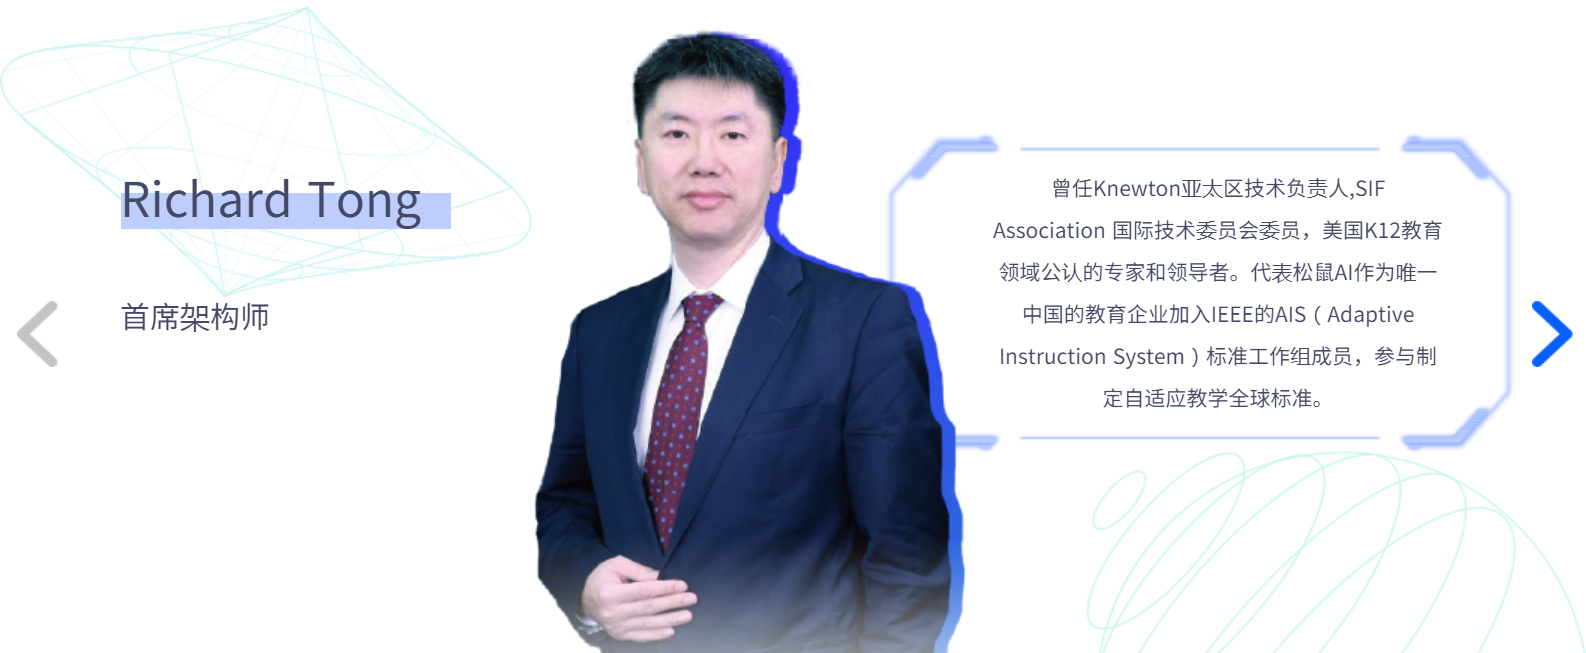 Richard Tong
首席架构师
曾任Knewton亚太区技术负责人,SIF
Association 国际技术委员会委员，美国K12教育
领域公认的专家和领导者。代表松鼠AI作为唯一
中国的教育企业加入IEEE的AIS（Adaptive
Instruction System）标准工作组成员，参与制
定自适应教学全球标准。